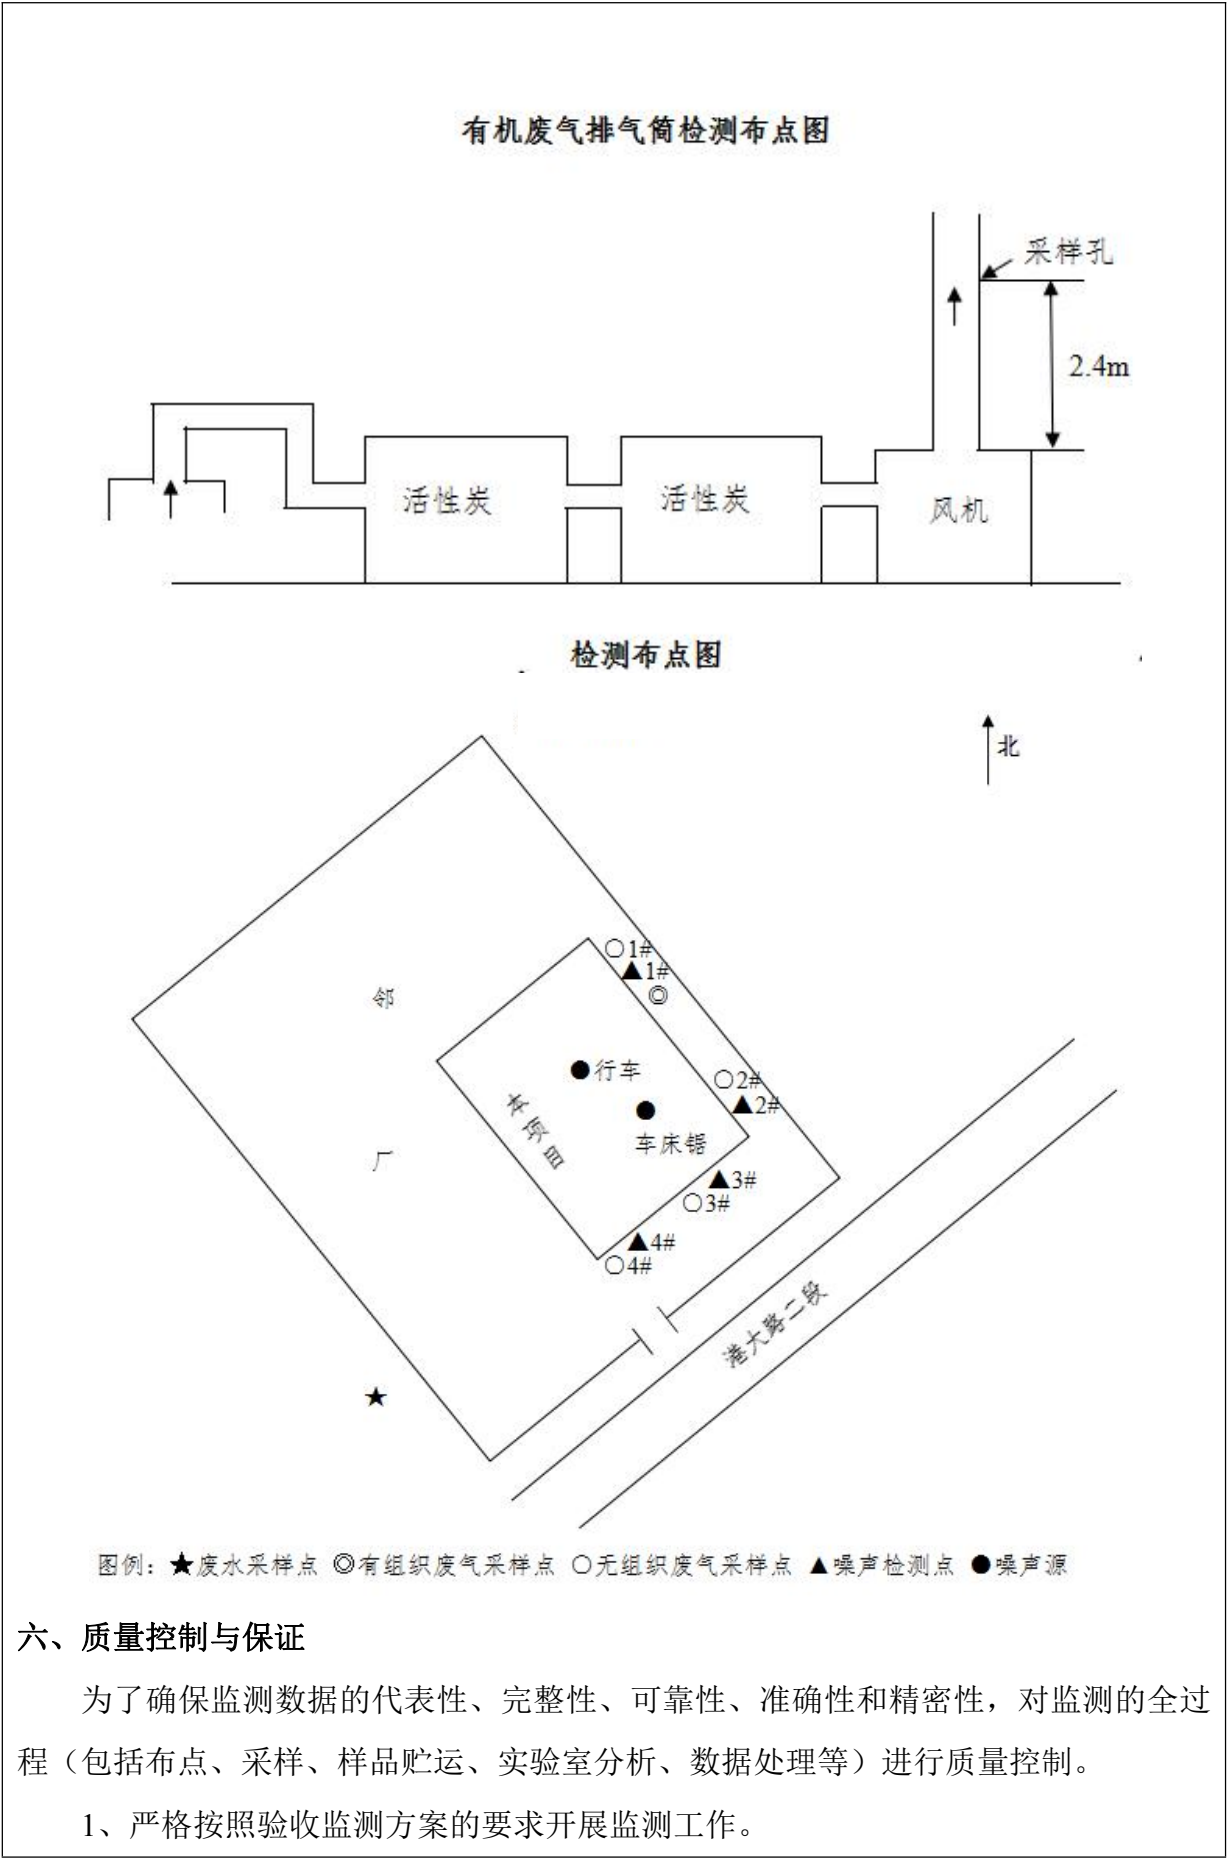 有机废气排气筒检测布点图
采样孔
2.4m
活性炭
活性炭
风机
检测布点图
北
○1#
▲1#
◎
邻
●行车
○2#
▲2#
本项目
●
车床锯
厂
▲3#
○3#
▲4#
○4#
港大路二段
★
图例：★废水采样点 ◎有组织废气采样点 ○无组织废气采样点 ▲噪声检测点 ●噪声源
六、质量控制与保证
为了确保监测数据的代表性、完整性、可靠性、准确性和精密性，对监测的全过
程（包括布点、采样、样品贮运、实验室分析、数据处理等）进行质量控制。
1、严格按照验收监测方案的要求开展监测工作。